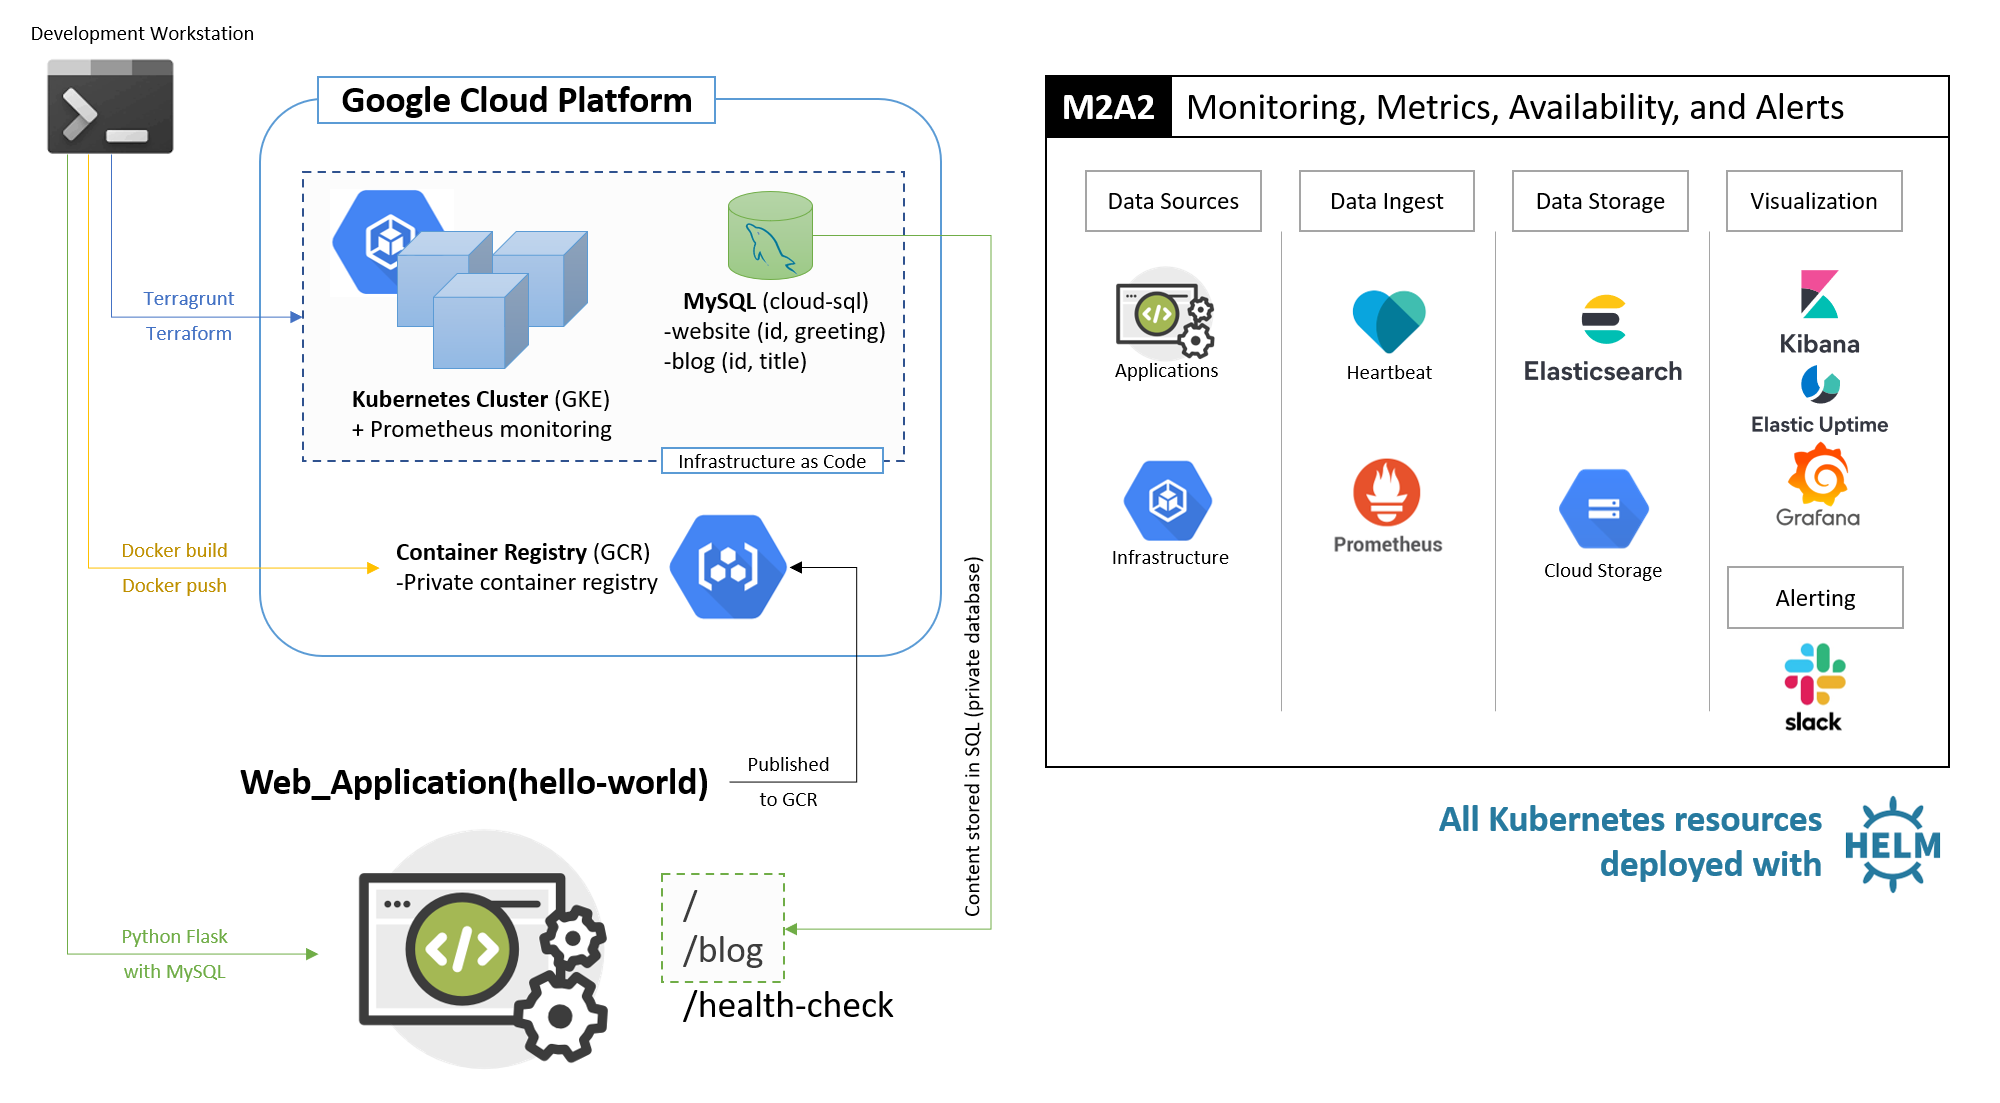 Development Workstation
Google Cloud Platform
Terragrunt
Terraform
MySQL (cloud-sql)
-website (id, greeting)
-blog (id, title)
Kubernetes Cluster (GKE)
+ Prometheus monitoring
Infrastructure as Code
Docker build
Docker push
Container Registry (GCR)
-Private container registry
Content stored in SQL (private database)
Web_Application(hello-world)
Published
to GCR
Python Flask
with MySQL
/
/blog
/health-check
M2A2 Monitoring, Metrics, Availability, and Alerts
Data Sources
Applications
Infrastructure
Data Ingest
Heartbeat
Prometheus
Data Storage
Elasticsearch
Cloud Storage
Visualization
Kibana
Elastic Uptime
Grafana
Alerting
slack
All Kubernetes resources
deployed with
HELM